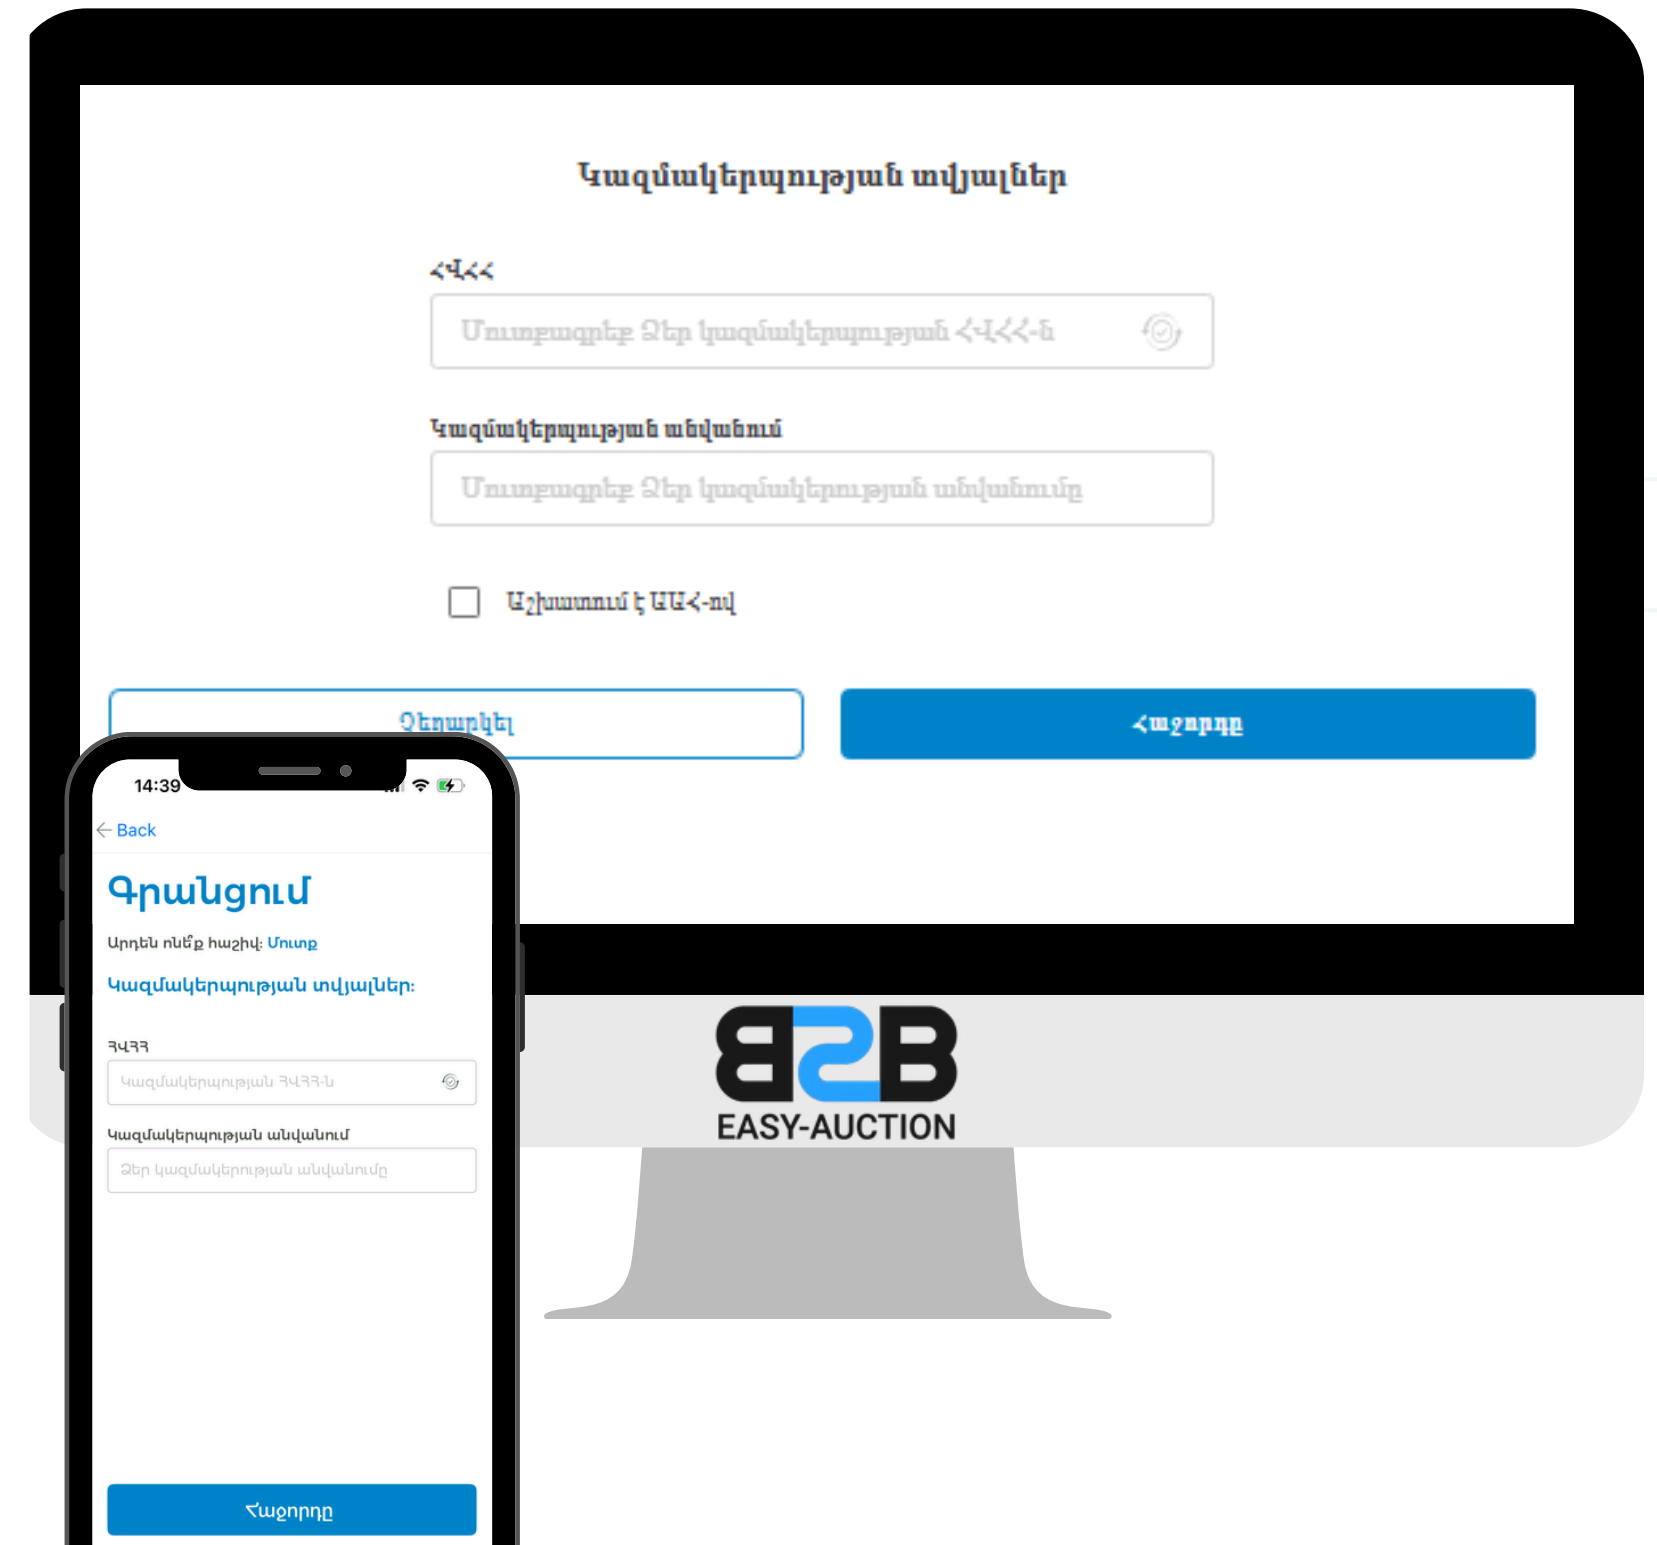 Կազմակերպության տվյալներ
ՀՎՀՀ
Մուտքագրեք Ձեր կազմակերպության ՀՎՀՀ-ն
Կազմակերպության անվանում
Մուտքագրեք Ձեր կազմակերության անվանումը
Աշխատում է ԱԱՀ-ով
Չեղարկել
Հաջորդը
14:39
Back
Գրանցում
Արդեն ունե՞ք հաշիվ: Մուտք
Կազմակերպության տվյալներ:
ՀՎՀՀ
Կազմակերպության ՀՎՀՀ-ն
Կազմակերպության անվանում
Ձեր կազմակերության անվանումը
Հաջորդը
B2B
EASY-AUCTION